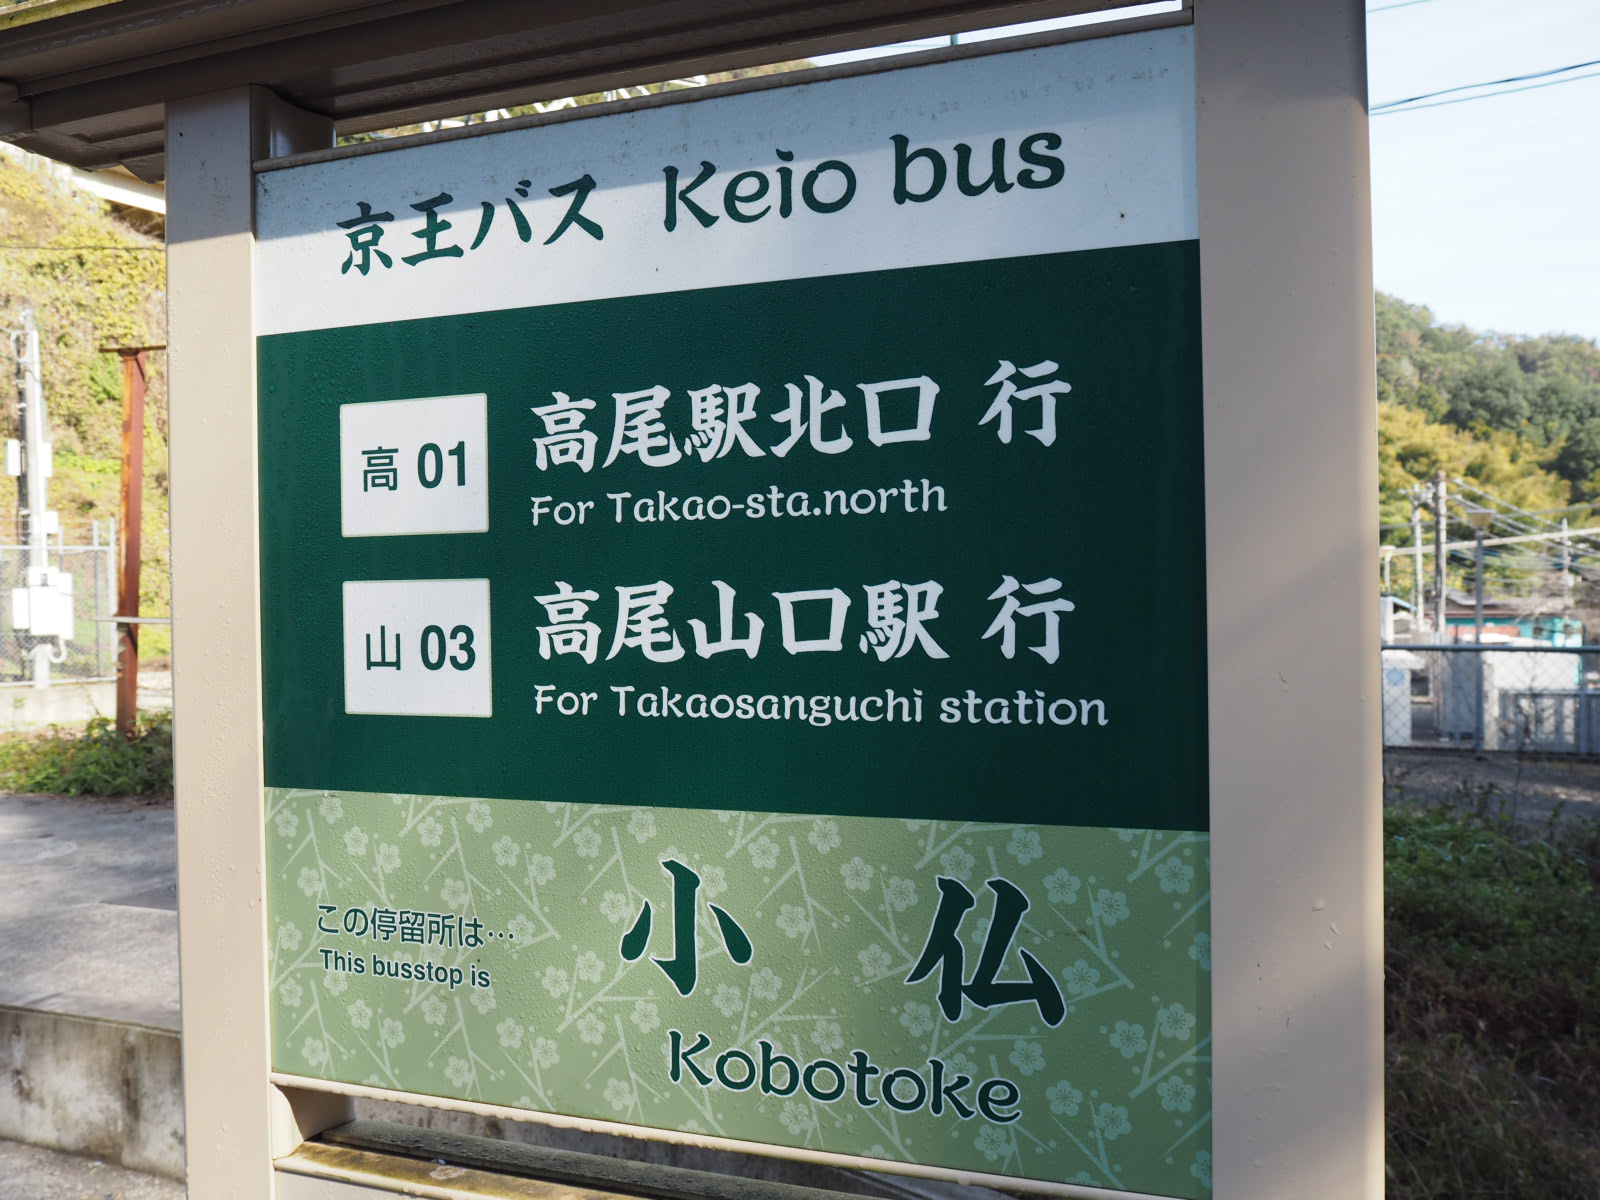 京王バス Keio bus
高 01 高尾駅北口 行
For Takao-sta.north
山 03 高尾山口駅 行
For Takaosanguchi station
この停留所は…
This busstop is
小仏
Kobotoke